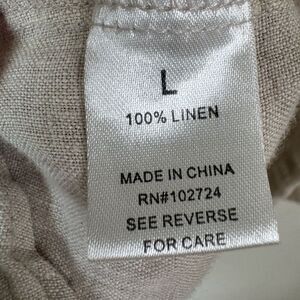 L
100% LINEN
MADE IN CHINA
RN#102724
SEE REVERSE
FOR CARE